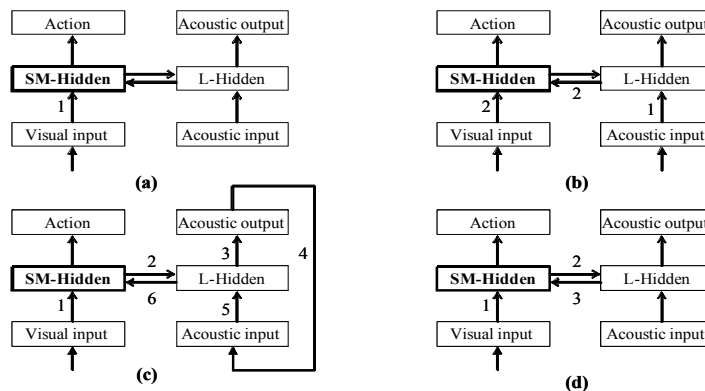 Action Acoustic output
SM-Hidden L-Hidden
1
Visual input Acoustic input
(a)
Action Acoustic output
SM-Hidden L-Hidden
2 2 1
Visual input Acoustic input
(b)
Action Acoustic output
2 3 4
SM-Hidden L-Hidden
6
1 5
Visual input Acoustic input
(c)
Action Acoustic output
2
SM-Hidden L-Hidden
3
1
Visual input Acoustic input
(d)